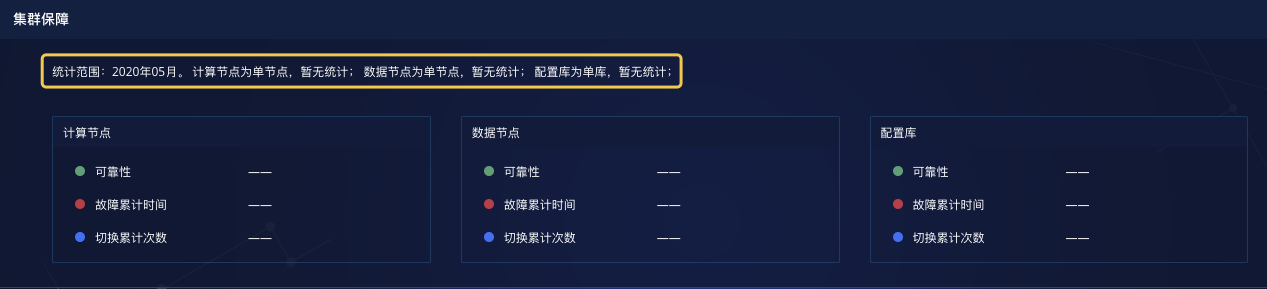 集群保障
统计范围：2020年05月。 计算节点为单节点，暂无统计； 数据节点为单节点，暂无统计； 配置库为单库，暂无统计；
计算节点
可靠性 ——
故障累计时间 ——
切换累计次数 ——
数据节点
可靠性 ——
故障累计时间 ——
切换累计次数 ——
配置库
可靠性 ——
故障累计时间 ——
切换累计次数 ——